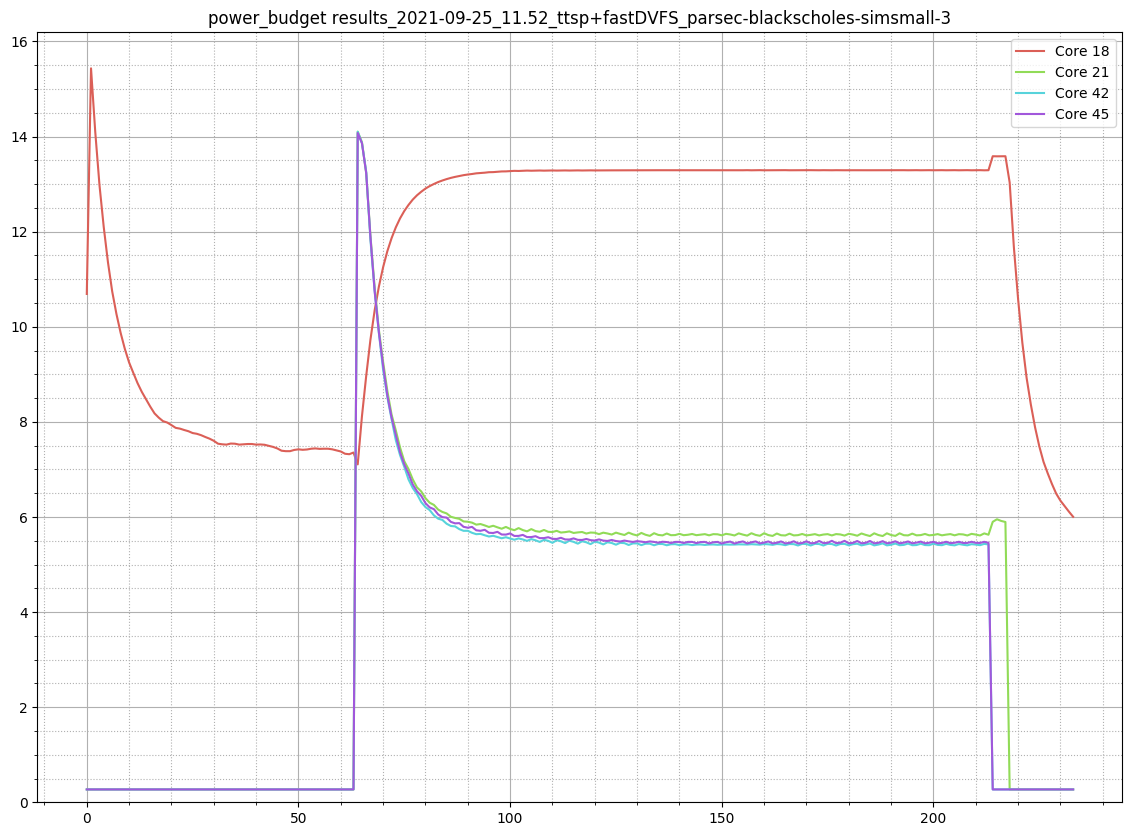 power_budget results_2021-09-25_11.52_ttsp+fastDVFS_parsec-blackscholes-simsmall-3
16
14
12
10
8
6
4
2
0
Core 18
Core 21
Core 42
Core 45
0 50 100 150 200